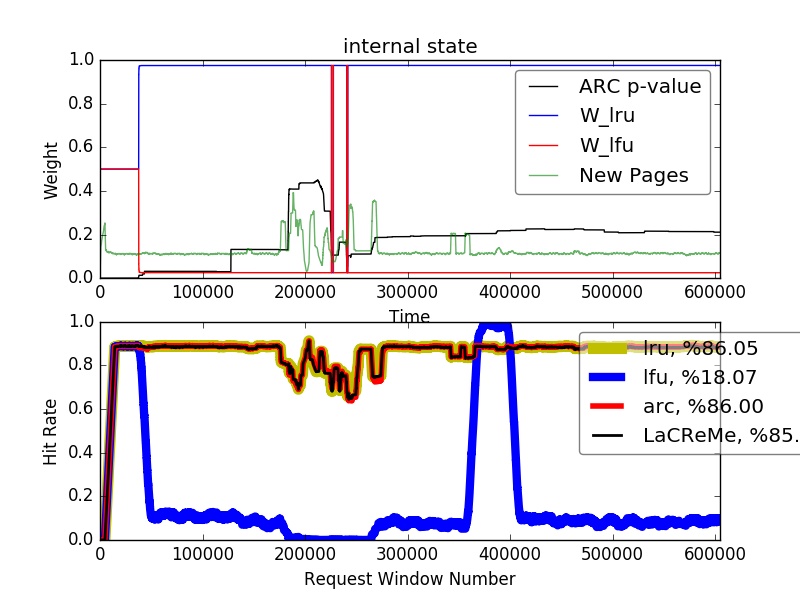 internal state
1.0
0.8
0.6
0.4
0.2
0.0
Weight
ARC p-value
W_lru
W_lfu
New Pages
0 100000 200000 300000 400000 500000 600000
Time
1.0
0.8
0.6
0.4
0.2
0.0
Hit Rate
lru, %86.05
lfu, %18.07
arc, %86.00
LaCReMe, %85.
0 100000 200000 300000 400000 500000 600000
Request Window Number